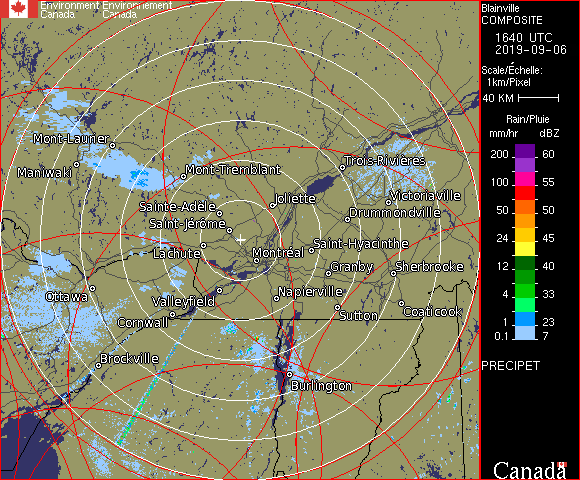 Environment Environnement
Canada Canada
Blainville
COMPOSITE
1640 UTC
2019-09-06
Scale/Échelle:
1km/Pixel
40 KM
Rain/Pluie
mm/hr dBZ
200 60
150 57
100 55
50 50
24 45
12 40
4 33
1 23
0.1 7
PRECIPET
Mont-Laurier
Maniwaki
Mont-Tremblant
Trois-Rivières
Joliette
Victoriaville
Sainte-Adèle
Drummondville
Saint-Jérôme
Saint-Hyacinthe
Lachute
Montréal
Granby
Sherbrooke
Ottawa
Valleyfield
Napierville
Cornwall
Sutton
Coaticook
Brockville
Burlington
Canada